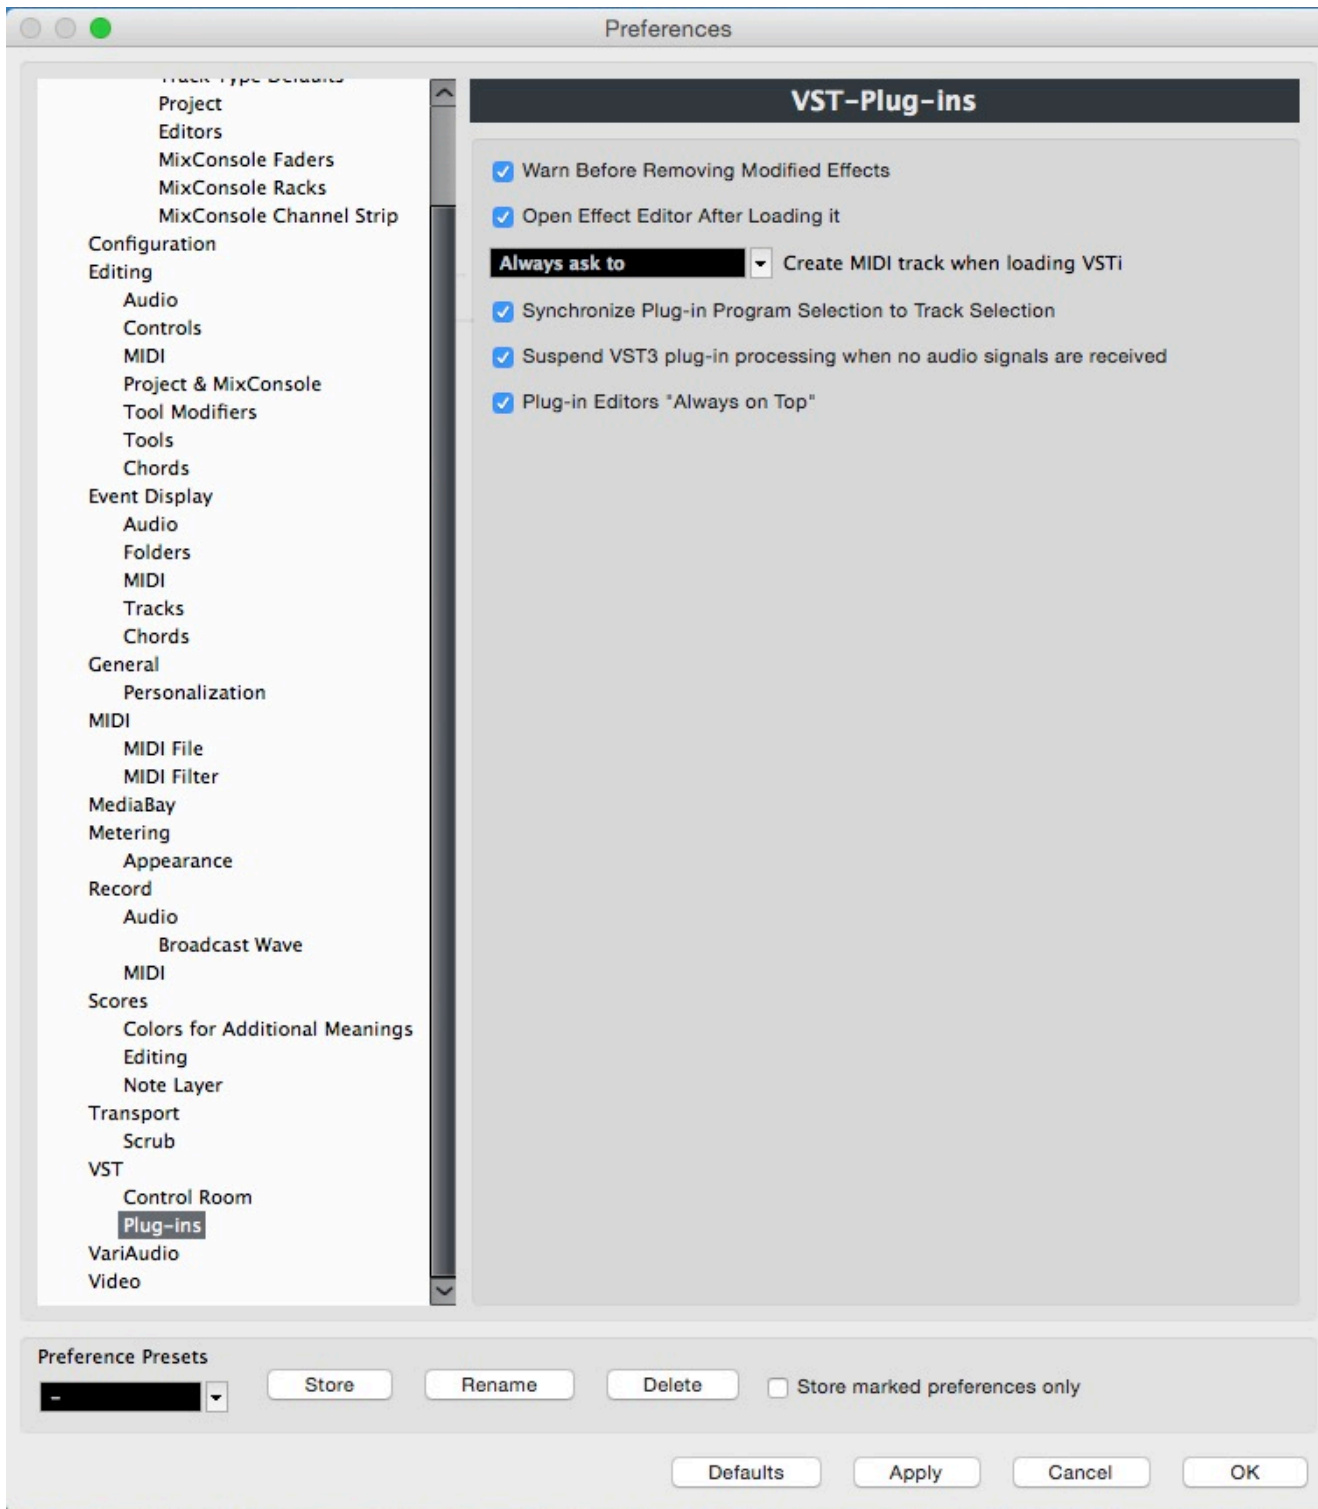 Preferences
Track Type Defaults
Project
Editors
MixConsole Faders
MixConsole Racks
MixConsole Channel Strip
Configuration
Editing
Audio
Controls
MIDI
Project & MixConsole
Tool Modifiers
Tools
Chords
Event Display
Audio
Folders
MIDI
Tracks
Chords
General
Personalization
MIDI
MIDI File
MIDI Filter
MediaBay
Metering
Appearance
Record
Audio
Broadcast Wave
MIDI
Scores
Colors for Additional Meanings
Editing
Note Layer
Transport
Scrub
VST
Control Room
Plug-ins
VariAudio
Video
VST-Plug-ins
Warn Before Removing Modified Effects
Open Effect Editor After Loading it
Always ask to Create MIDI track when loading VSTi
Synchronize Plug-in Program Selection to Track Selection
Suspend VST3 plug-in processing when no audio signals are received
Plug-in Editors "Always on Top"
Preference Presets
– Store Rename Delete Store marked preferences only
Defaults Apply Cancel OK